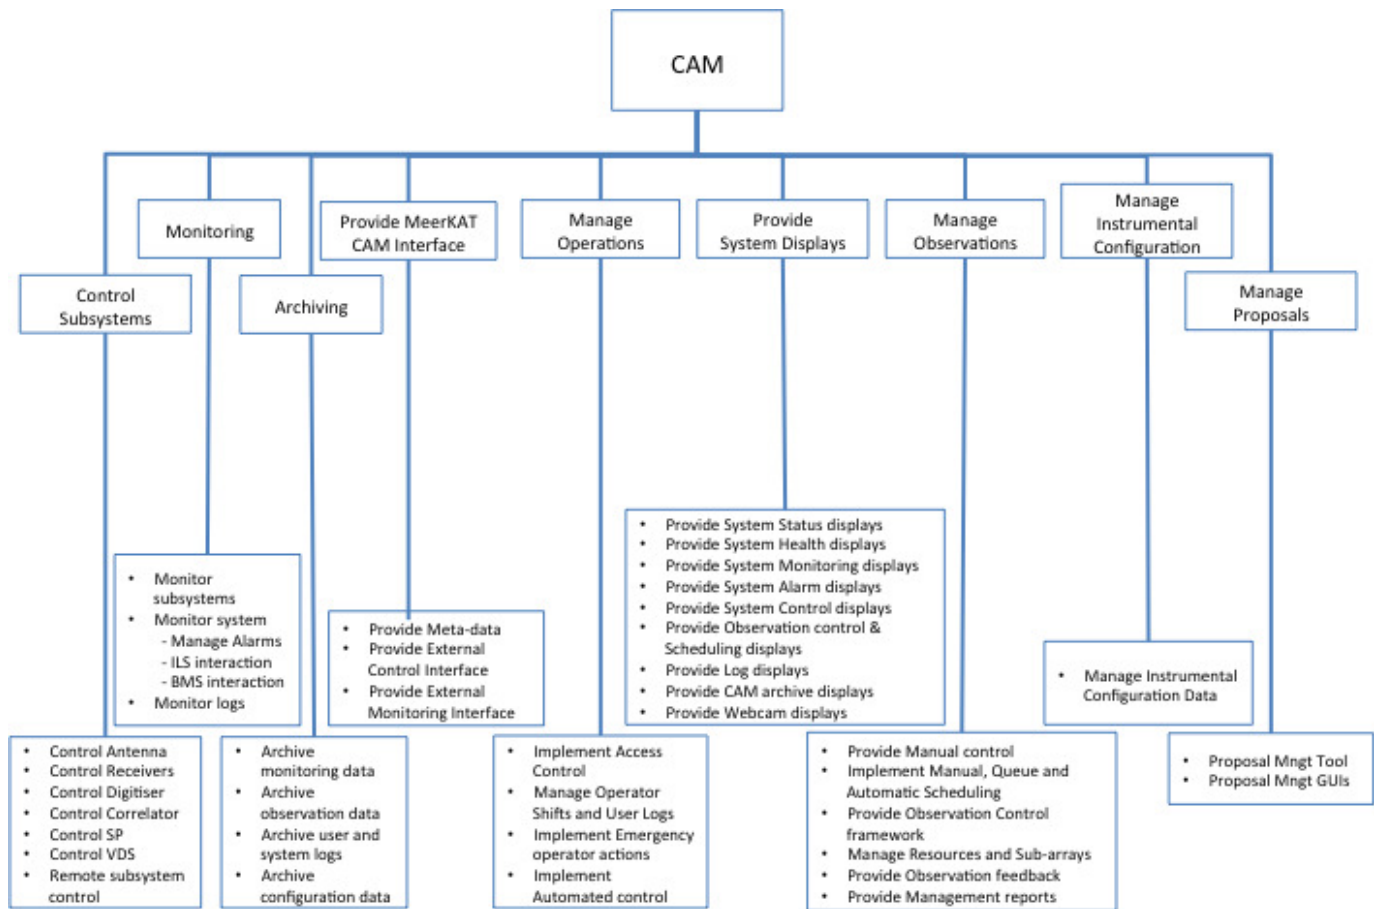 CAM
Control
Subsystems
Monitoring
Archiving
Provide MeerKAT
CAM Interface
Manage
Operations
Provide
System Displays
Manage
Observations
Manage
Instrumental
Configuration
Manage
Proposals
• Control Antenna
• Control Receivers
• Control Digitiser
• Control Correlator
• Control SP
• Control VDS
• Remote subsystem
control
• Monitor
subsystems
• Monitor system
- Manage Alarms
- ILS interaction
- BMS interaction
• Monitor logs
• Archive
monitoring data
• Archive
observation data
• Archive user and
system logs
• Archive
configuration data
• Provide Meta-data
• Provide External
Control Interface
• Provide External
Monitoring Interface
• Implement Access
Control
• Manage Operator
Shifts and User Logs
• Implement Emergency
operator actions
• Implement
Automated control
• Provide System Status displays
• Provide System Health displays
• Provide System Monitoring displays
• Provide System Alarm displays
• Provide System Control displays
• Provide Observation control &
Scheduling displays
• Provide Log displays
• Provide CAM archive displays
• Provide Webcam displays
• Provide Manual control
• Implement Manual, Queue and
Automatic Scheduling
• Provide Observation Control
framework
• Manage Resources and Sub-arrays
• Provide Observation feedback
• Provide Management reports
• Manage Instrumental
Configuration Data
• Proposal Mngt Tool
• Proposal Mngt GUIs